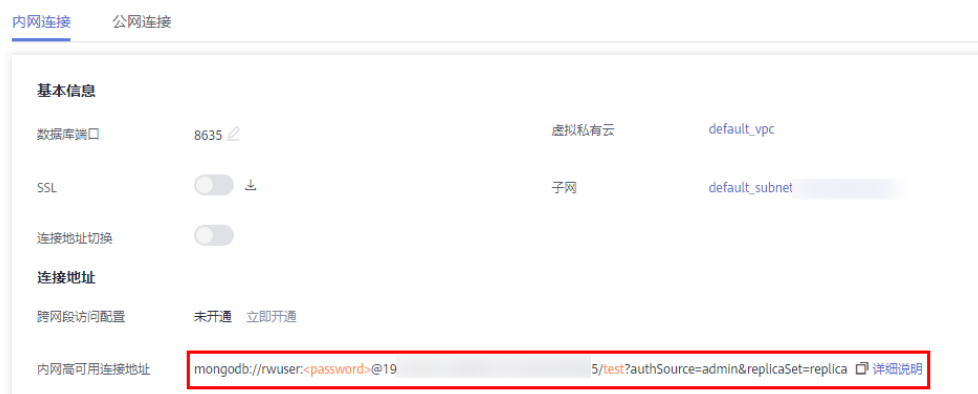 内网连接 公网连接
基本信息
数据库端口 8635 虚拟私有云 default_vpc
SSL 子网 default_subnet
连接地址切换
连接地址
跨网段访问配置 未开通 立即开通
内网高可用连接地址 mongodb://rwuser:<password>@19 5/test?authSource=admin&replicaSet=replica 详细说明